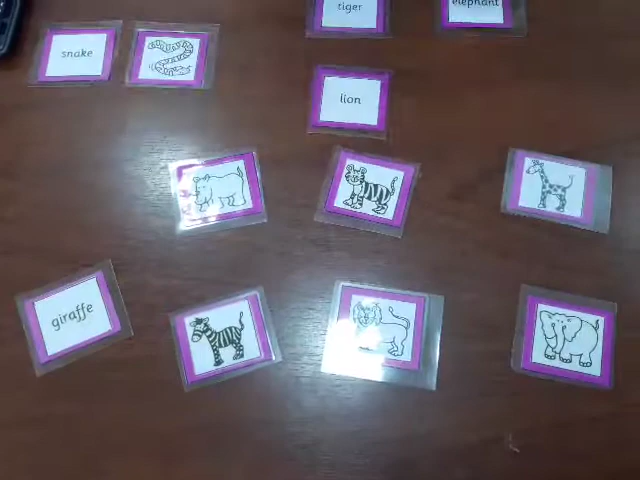 tiger
elephant
snake
lion
giraffe